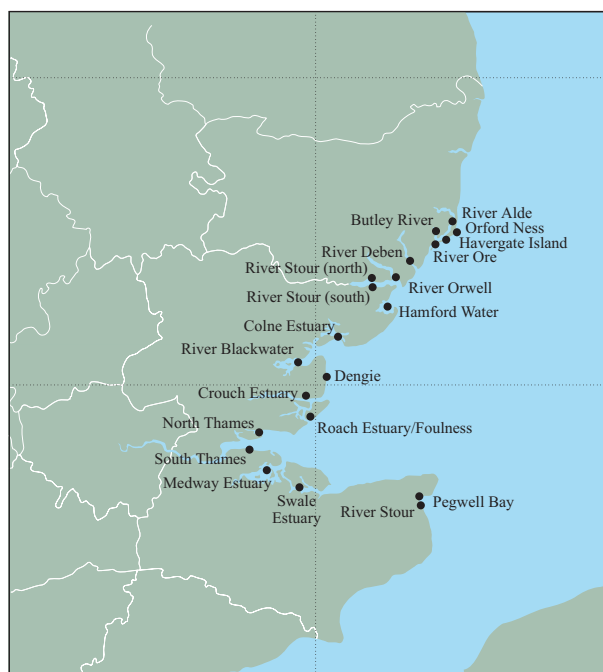 River Alde
Butley River
Orford Ness
Havergate Island
River Ore
River Deben
River Stour (north)
River Orwell
River Stour (south)
Hamford Water
Colne Estuary
River Blackwater
Dengie
Crouch Estuary
Roach Estuary/Foulness
North Thames
South Thames
Medway Estuary
Swale
Estuary
Pegwell Bay
River Stour